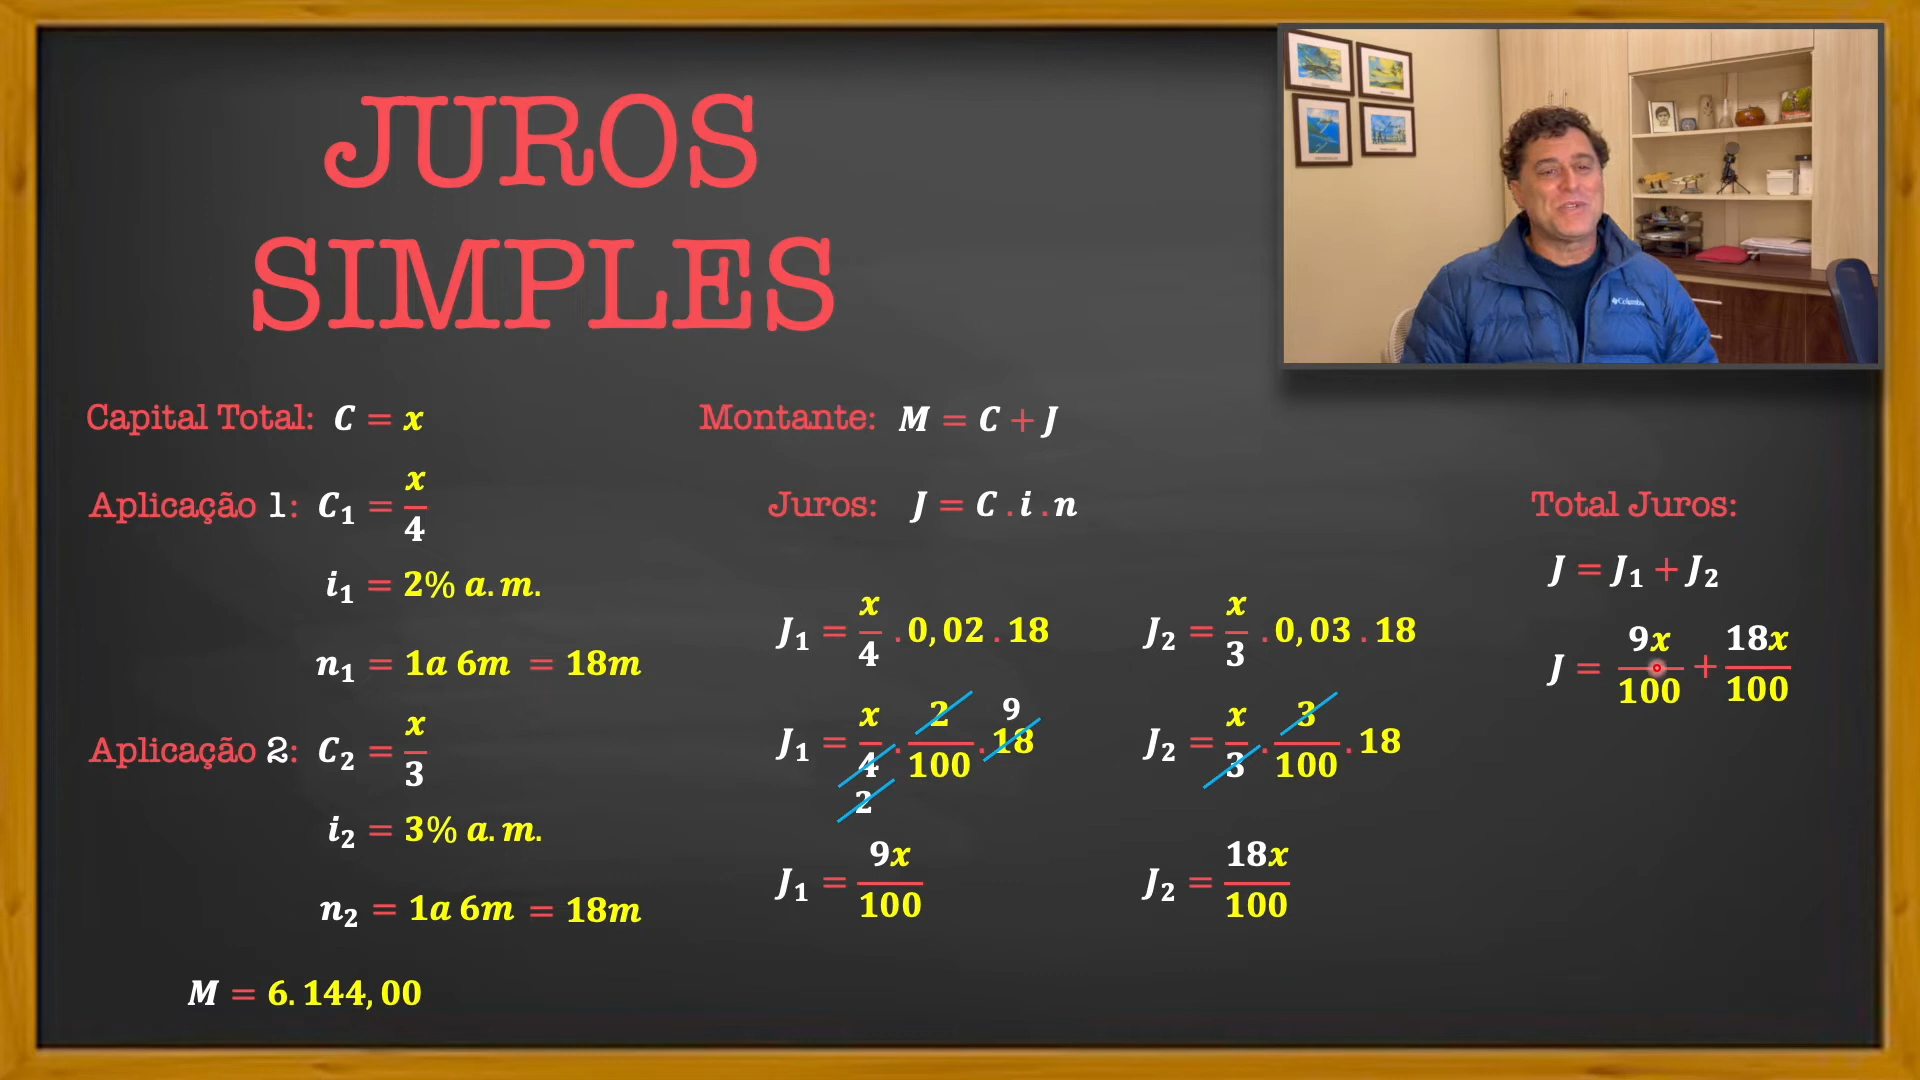 JUROS
SIMPLES
Columbia
Capital Total: C = x
Aplicação 1: C₁ = x/4
i₁ = 2% a.m.
n₁ = 1a 6m = 18m
Aplicação 2: C₂ = x/3
i₂ = 3% a.m.
n₂ = 1a 6m = 18m
M = 6.144,00
Montante: M = C + J
Juros: J = C . i . n
J₁ = x/4 . 0,02 . 18
J₁ = x/4 . 2/100 . 18
9
2
J₁ = 9x/100
J₂ = x/3 . 0,03 . 18
J₂ = x/3 . 3/100 . 18
J₂ = 18x/100
Total Juros:
J = J₁ + J₂
J = 9x/100 + 18x/100